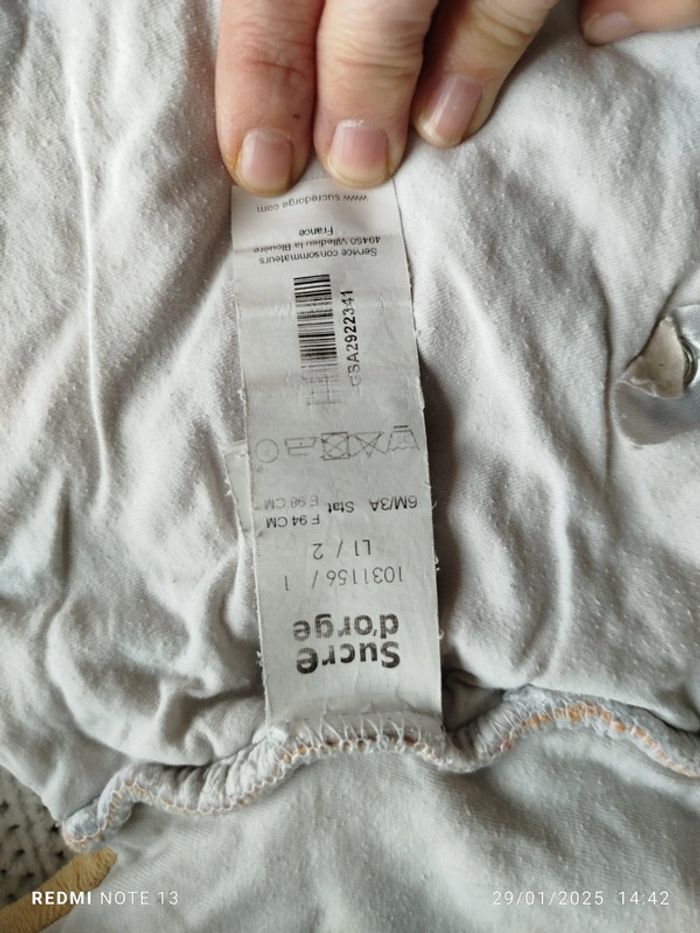 Sucre
d'orge
1031156 / 1
L1 / 2
F 94 CM
6M/3A Stat. E 98 CM
GSA2922341
Service consommateurs
49450 Villedieu la Blouère
France
www.sucredorge.com
REDMI NOTE 13
29/01/2025 14:42